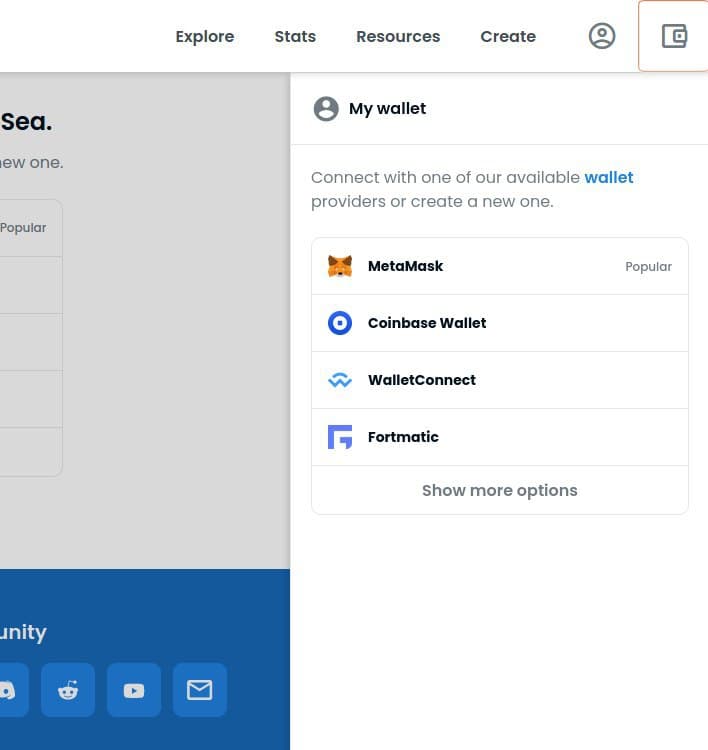 Explore Stats Resources Create
Sea.
new one.
Popular
My wallet
Connect with one of our available wallet
providers or create a new one.
MetaMask Popular
Coinbase Wallet
WalletConnect
Fortmatic
Show more options
unity